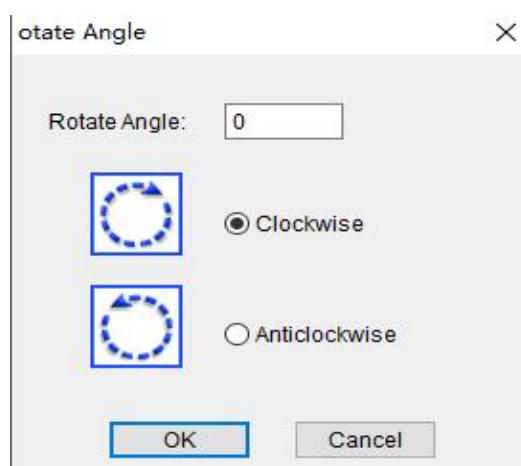 otate Angle
Rotate Angle: 0
Clockwise
Anticlockwise
OK Cancel